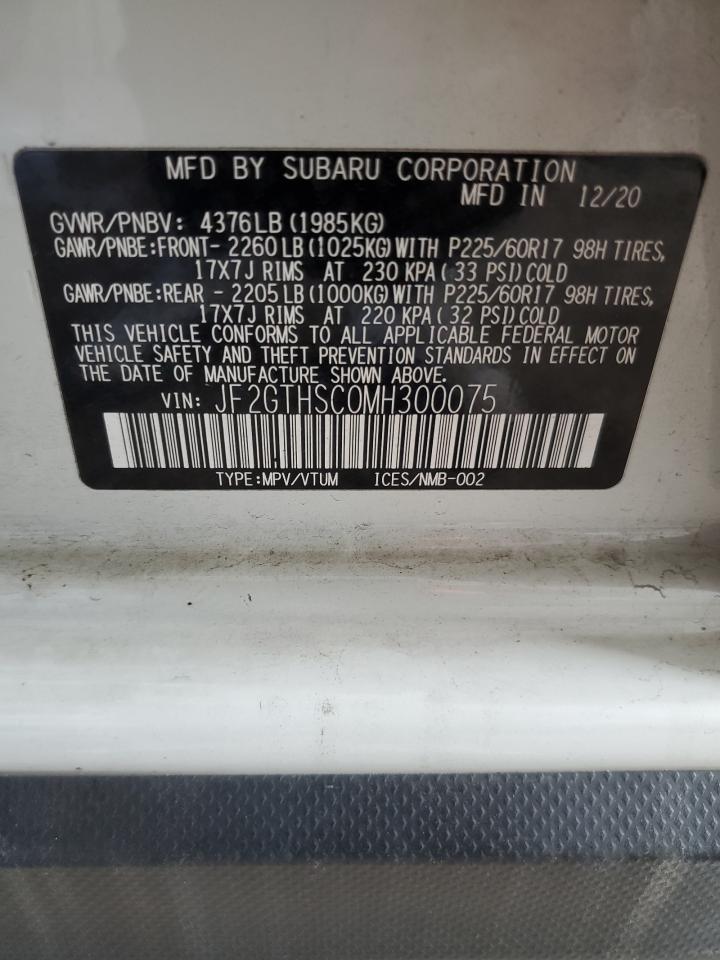 MFD BY SUBARU CORPORATION
MFD IN 12/20
GVWR/PNBV: 4376LB (1985KG)
GAWR/PNBE:FRONT- 2260LB (1025KG) WITH P225/60R17 98H TIRES,
17X7J RIMS AT 230 KPA (33 PSI) COLD
GAWR/PNBE:REAR - 2205LB (1000KG) WITH P225/60R17 98H TIRES,
17X7J RIMS AT 220 KPA (32 PSI) COLD
THIS VEHICLE CONFORMS TO ALL APPLICABLE FEDERAL MOTOR
VEHICLE SAFETY AND THEFT PREVENTION STANDARDS IN EFFECT ON
THE DATE OF MANUFACTURE SHOWN ABOVE.
VIN: JF2GTHSC0MH300075
TYPE:MPV/VTUM ICES/NMB-002